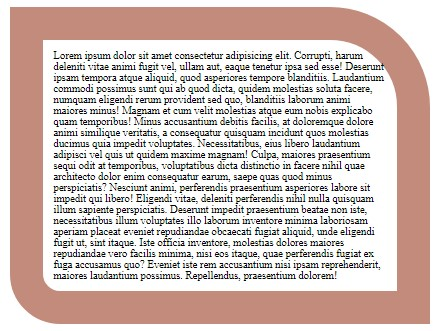 Lorem ipsum dolor sit amet consectetur adipisicing elit. Corrupti, harum
deleniti vitae animi fugit vel, ullam aut, eaque tenetur ipsa sed esse! Deserunt
ipsam tempora atque aliquid, quod asperiores tempore blanditiis. Laudantium
commodi possimus sunt qui ab quod dicta, quidem molestias soluta facere,
numquam eligendi rerum provident sed quo, blanditiis laborum animi
maiores minus! Magnam et cum velit molestias atque eum nobis explicabo
quam temporibus! Minus accusantium debitis facilis, at doloremque dolore
animi similique veritatis, a consequatur quisquam incidunt quos molestias
ducimus quia impedit voluptates. Necessitatibus, eius libero laudantium
adipisci vel quis ut quidem maxime magnam! Culpa, maiores praesentium
sequi odit at temporibus, voluptatibus dicta in facere nihil quae
architecto dolor enim consequatur earum, saepe quas quod minus
perspiciatis? Nesciunt animi, perferendis praesentium asperiores labore sit
impedit qui libero! Eligendi vitae, deleniti perferendis nihil nulla quisquam
illum sapiente perspiciatis. Deserunt impedit praesentium beatae non iste,
necessitatibus illum voluptates illo laborum inventore minima laboriosam
aperiam placeat eveniet repudiandae obcaecati fugiat aliquid, unde eligendi
fugit ut, sint itaque. Iste officia inventore, molestias dolores maiores
repudiandae vero facilis minima, nisi eos itaque, quae perferendis fugiat ex
fuga accusamus quo? Eveniet iste rem accusantium nisi ipsam reprehenderit,
maiores laudantium possimus. Repellendus, praesentium dolorem!